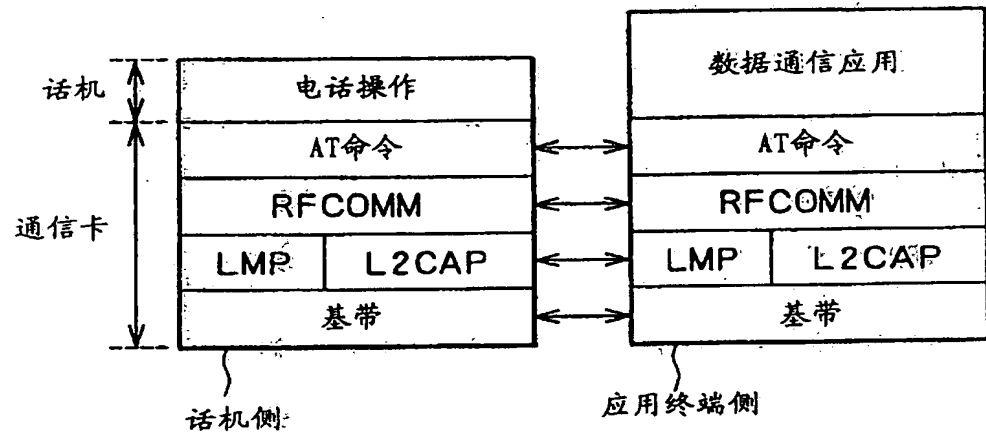 话机
通信卡
电话操作
AT命令
RFCOMM
LMP
L2CAP
基带
话机侧
数据通信应用
AT命令
RFCOMM
LMP
L2CAP
基带
应用终端侧